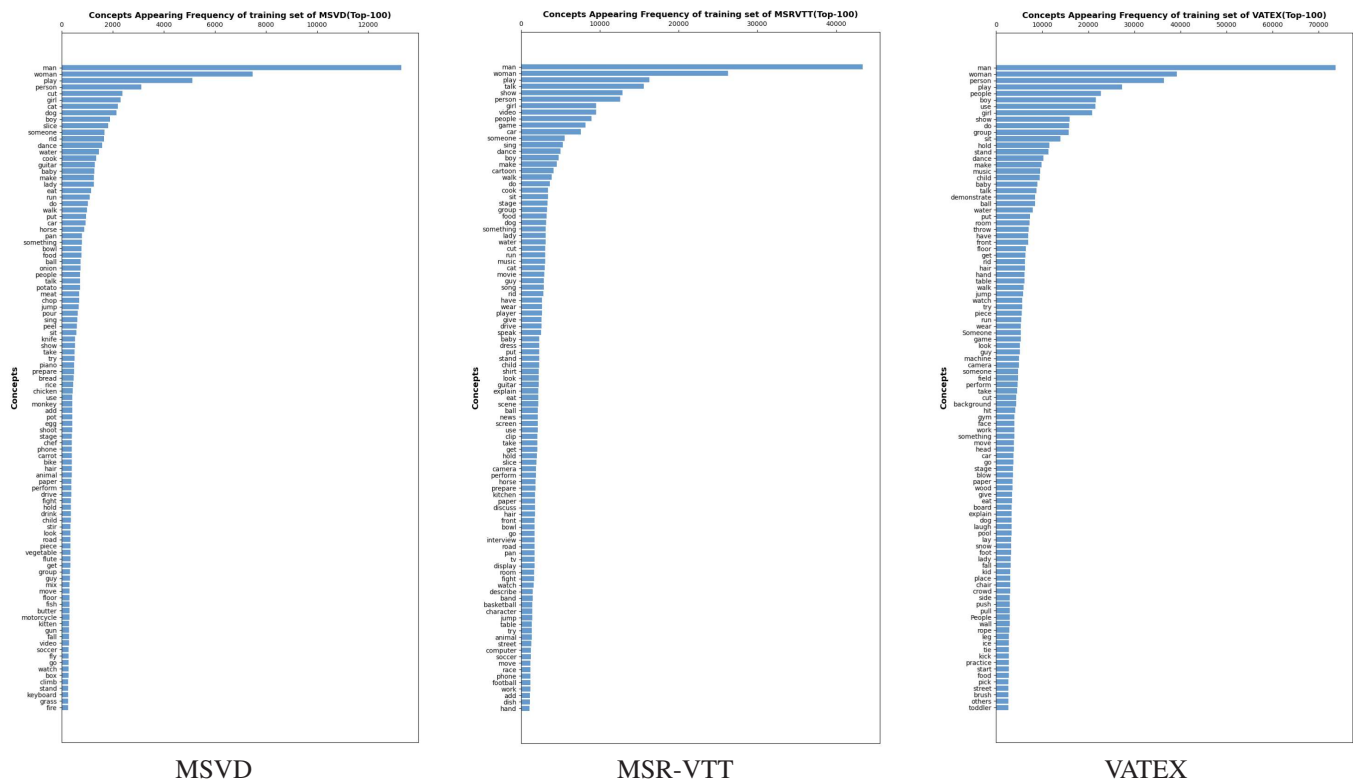 Concepts Appearing Frequency of training set of MSVD(Top-100)
0 2000 4000 6000 8000 10000 12000
Concepts
man
woman
play
person
cut
girl
cat
dog
boy
slice
someone
rid
dance
water
cook
guitar
baby
make
lady
eat
run
do
walk
put
car
horse
pan
something
bowl
food
ball
onion
people
talk
potato
meat
chop
jump
pour
sing
peel
sit
knife
show
take
try
piano
prepare
bread
rice
chicken
use
monkey
add
pot
egg
shoot
stage
chef
phone
carrot
bike
hair
animal
paper
perform
drive
fight
hold
drink
child
stir
look
road
piece
vegetable
flute
get
group
guy
mix
move
floor
fish
butter
motorcycle
kitten
gun
fall
video
soccer
fly
go
watch
box
climb
stand
keyboard
grass
fire
MSVD
Concepts Appearing Frequency of training set of MSRVTT(Top-100)
0 10000 20000 30000 40000
Concepts
man
woman
play
talk
show
person
girl
video
people
game
car
someone
sing
dance
boy
make
cartoon
walk
do
cook
sit
stage
group
food
dog
something
lady
water
cut
run
music
cat
movie
guy
song
rid
have
wear
player
give
drive
speak
baby
dress
put
stand
child
shirt
look
guitar
explain
eat
scene
ball
news
screen
use
clip
take
get
hold
slice
camera
perform
horse
prepare
kitchen
paper
discuss
hair
front
bowl
go
interview
road
pan
tv
display
room
fight
watch
describe
band
basketball
character
jump
table
try
animal
street
computer
soccer
move
race
phone
football
work
add
dish
hand
MSR-VTT
Concepts Appearing Frequency of training set of VATEX(Top-100)
0 10000 20000 30000 40000 50000 60000 70000
Concepts
man
woman
person
play
people
boy
use
girl
show
do
group
sit
hold
stand
dance
make
music
child
baby
talk
demonstrate
ball
water
put
room
throw
have
front
floor
get
rid
hair
hand
table
walk
jump
watch
try
piece
run
wear
Someone
game
look
guy
machine
camera
someone
field
perform
take
cut
background
hit
gym
face
work
something
move
head
car
go
stage
blow
paper
wood
give
eat
board
explain
dog
laugh
pool
lay
snow
foot
lady
fall
kid
place
chair
crowd
side
push
pull
People
wall
rope
leg
ice
tie
kick
practice
start
food
pick
street
brush
others
toddler
VATEX